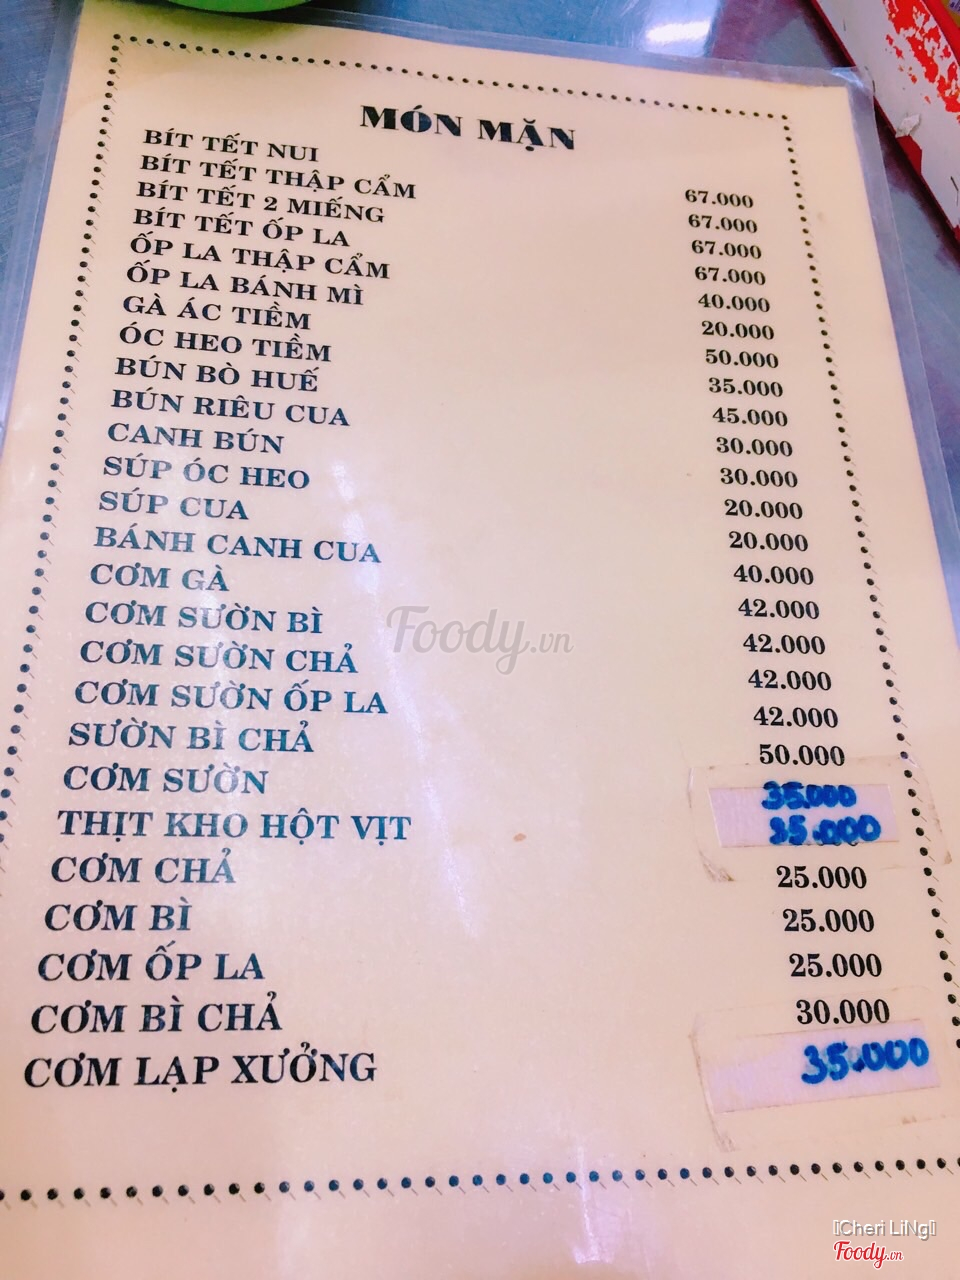 MÓN MẶN
BÍT TẾT NUI 67.000
BÍT TẾT THẬP CẨM 67.000
BÍT TẾT 2 MIẾNG 67.000
BÍT TẾT ỐP LA 67.000
ỐP LA THẬP CẨM 40.000
ỐP LA BÁNH MÌ 20.000
GÀ ÁC TIỀM 50.000
ÓC HEO TIỀM 35.000
BÚN BÒ HUẾ 45.000
BÚN RIÊU CUA 30.000
CANH BÚN 30.000
SÚP ÓC HEO 20.000
SÚP CUA 20.000
BÁNH CANH CUA 40.000
CƠM GÀ 42.000
CƠM SƯỜN BÌ 42.000
CƠM SƯỜN CHẢ 42.000
CƠM SƯỜN ỐP LA 42.000
SƯỜN BÌ CHẢ 50.000
CƠM SƯỜN 35.000
THỊT KHO HỘT VỊT 35.000
CƠM CHẢ 25.000
CƠM BÌ 25.000
CƠM ỐP LA 25.000
CƠM BÌ CHẢ 30.000
CƠM LẠP XƯỞNG 35.000
Foody.vn
Cheri LiNg
Foody.vn